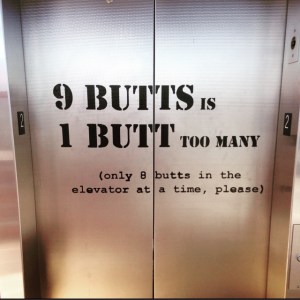 9 BUTTS IS
1 BUTT TOO MANY
(only 8 butts in the
elevator at a time, please)
2
2